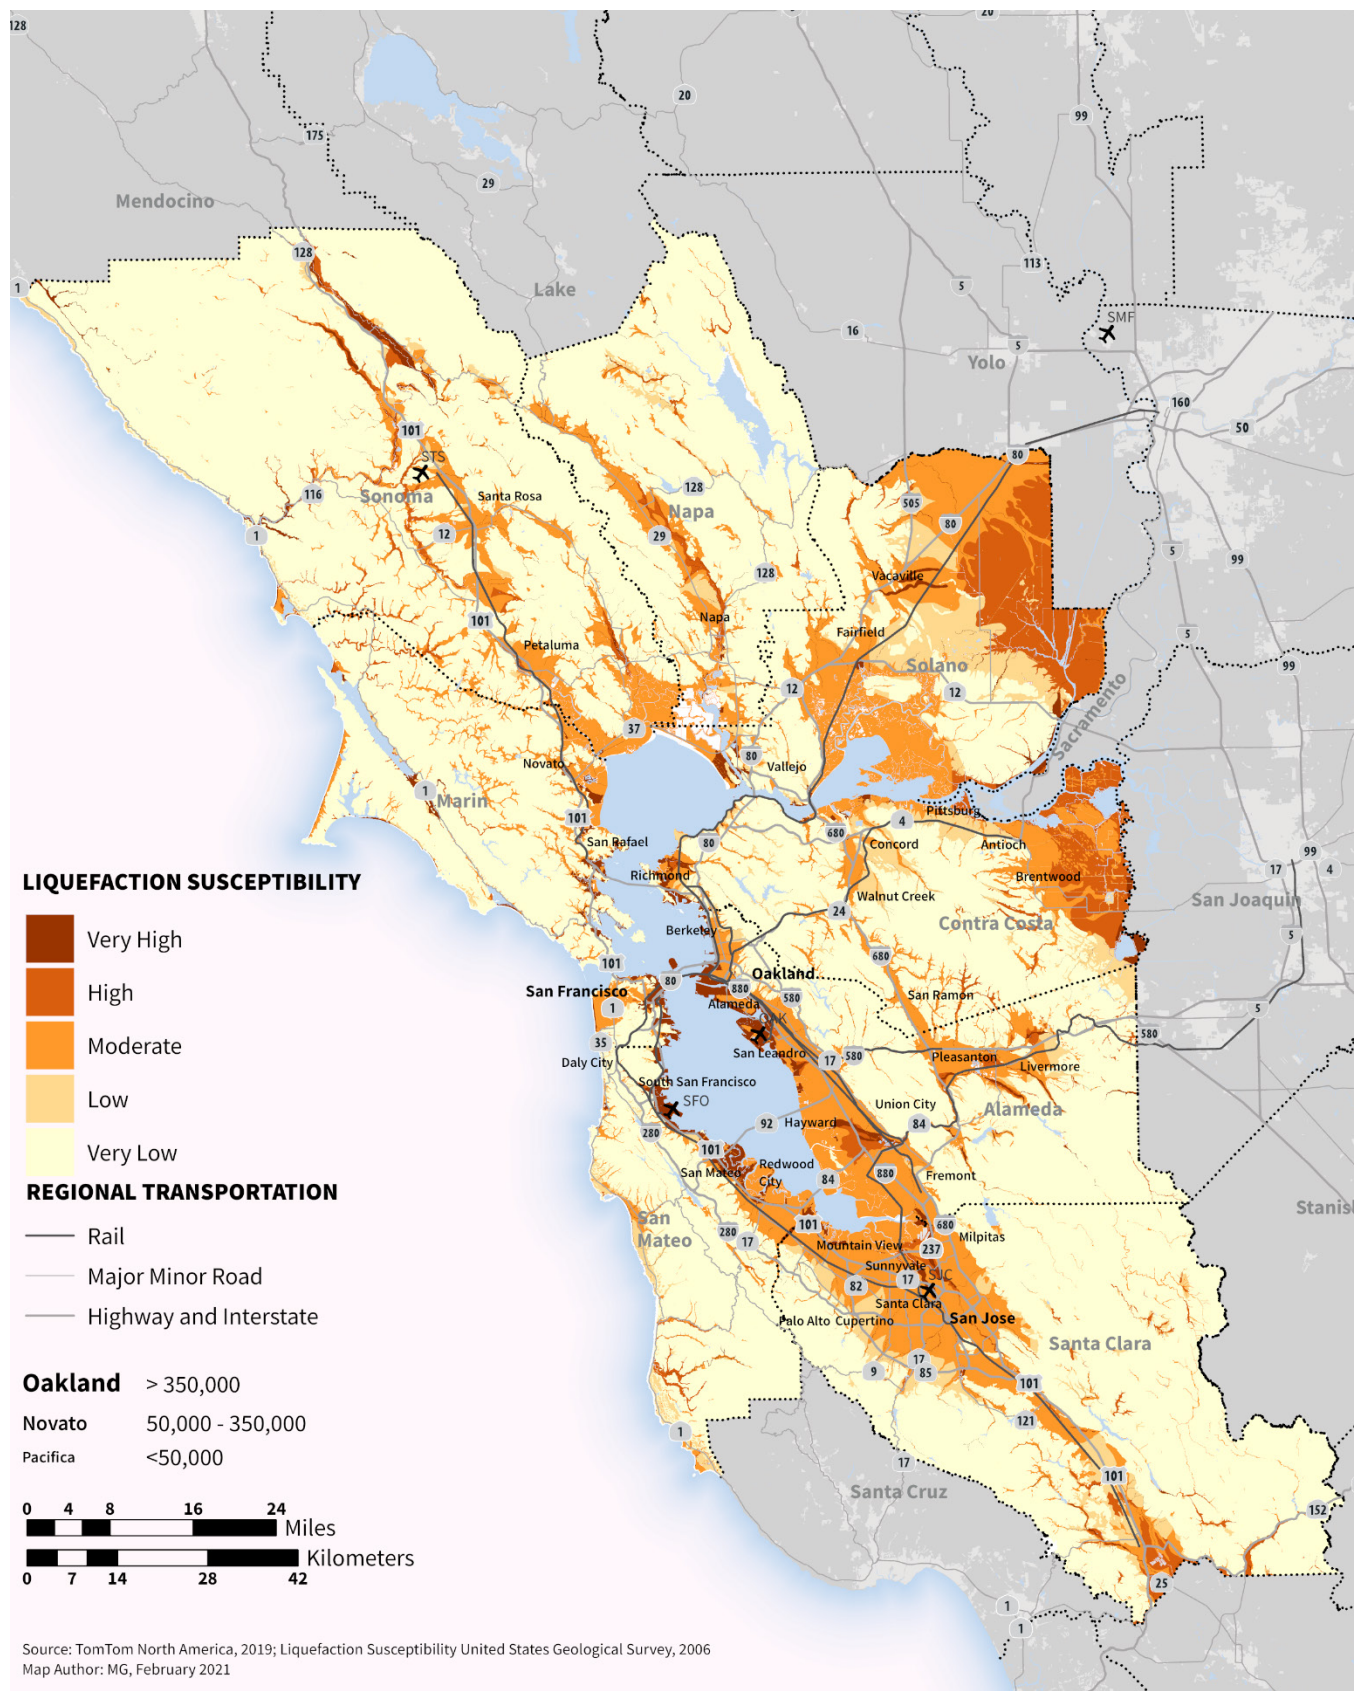 128
20
20
99
175
29
Mendocino
128
113
1
Lake
5
SMF
16
5
Yolo
160
50
101
80
STS
128
116
Sonoma
Santa Rosa
505
Napa
80
12
29
1
5
99
128
Vacaville
101
Napa
Fairfield
5
Petaluma
Solano
99
12
12
Sacramento
37
80
Vallejo
Novato
1
Marin
Pittsburg
101
4
680
San Rafael
80
Concord
Antioch
99
17
4
Richmond
Brentwood
LIQUEFACTION SUSCEPTIBILITY
Walnut Creek
San Joaquin
24
Contra Costa
Very High
Berkeley
5
680
101
Oakland
80
High
San Francisco
880
580
San Ramon
1
Alameda
5
OAK
580
Moderate
35
San Leandro
17
580
Pleasanton
Daly City
Livermore
South San Francisco
Low
SFO
Union City
Alameda
92
Hayward
84
280
Very Low
101
Redwood
City
San Mateo
84
880
Fremont
REGIONAL TRANSPORTATION
Stanisl
San
Mateo
101
680
280
17
Milpitas
Rail
Mountain View
237
Sunnyvale
Major Minor Road
SJC
82
17
Santa Clara
Highway and Interstate
Palo Alto
Cupertino
San Jose
Santa Clara
17
9
85
Oakland > 350,000
101
121
Novato 50,000 - 350,000
1
Pacifica <50,000
17
101
Santa Cruz
152
0 4 8 16 24
Miles
Kilometers
0 7 14 28 42
25
1
1
Source: TomTom North America, 2019; Liquefaction Susceptibility United States Geological Survey, 2006
Map Author: MG, February 2021